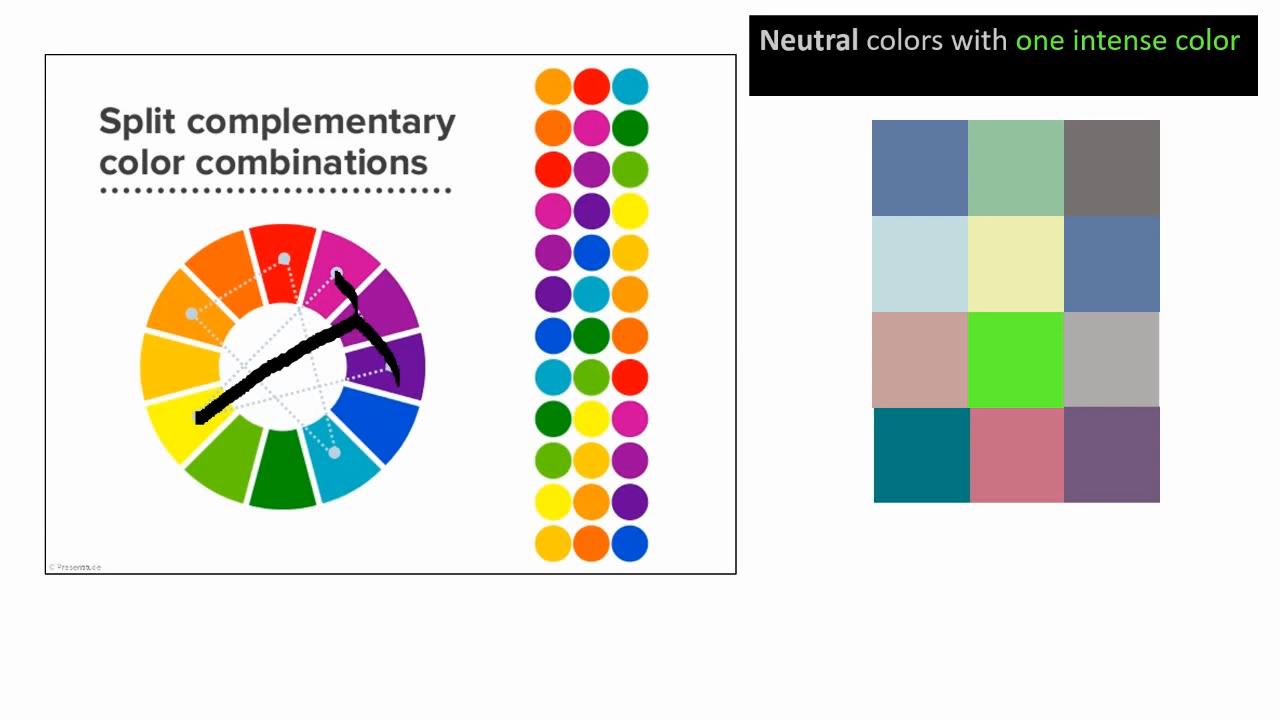 Neutral colors with one intense color
Split complementary
color combinations